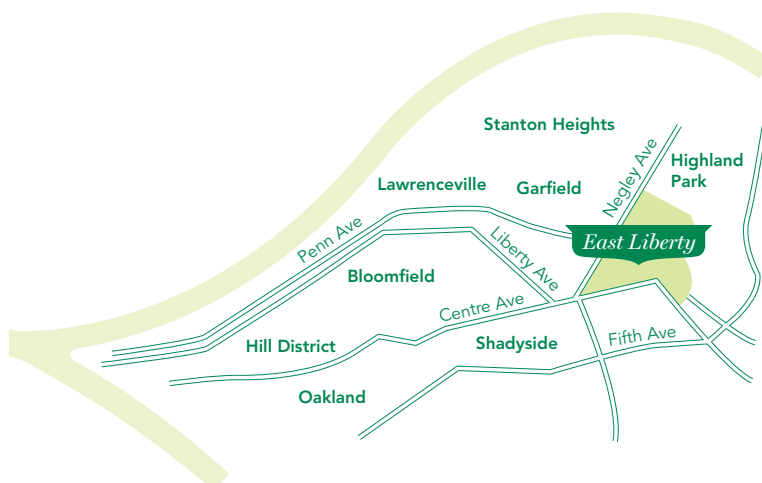 Stanton Heights
Negley Ave
Highland
Park
Lawrenceville
Garfield
Penn Ave
East Liberty
Liberty Ave
Bloomfield
Centre Ave
Hill District
Shadyside
Fifth Ave
Oakland